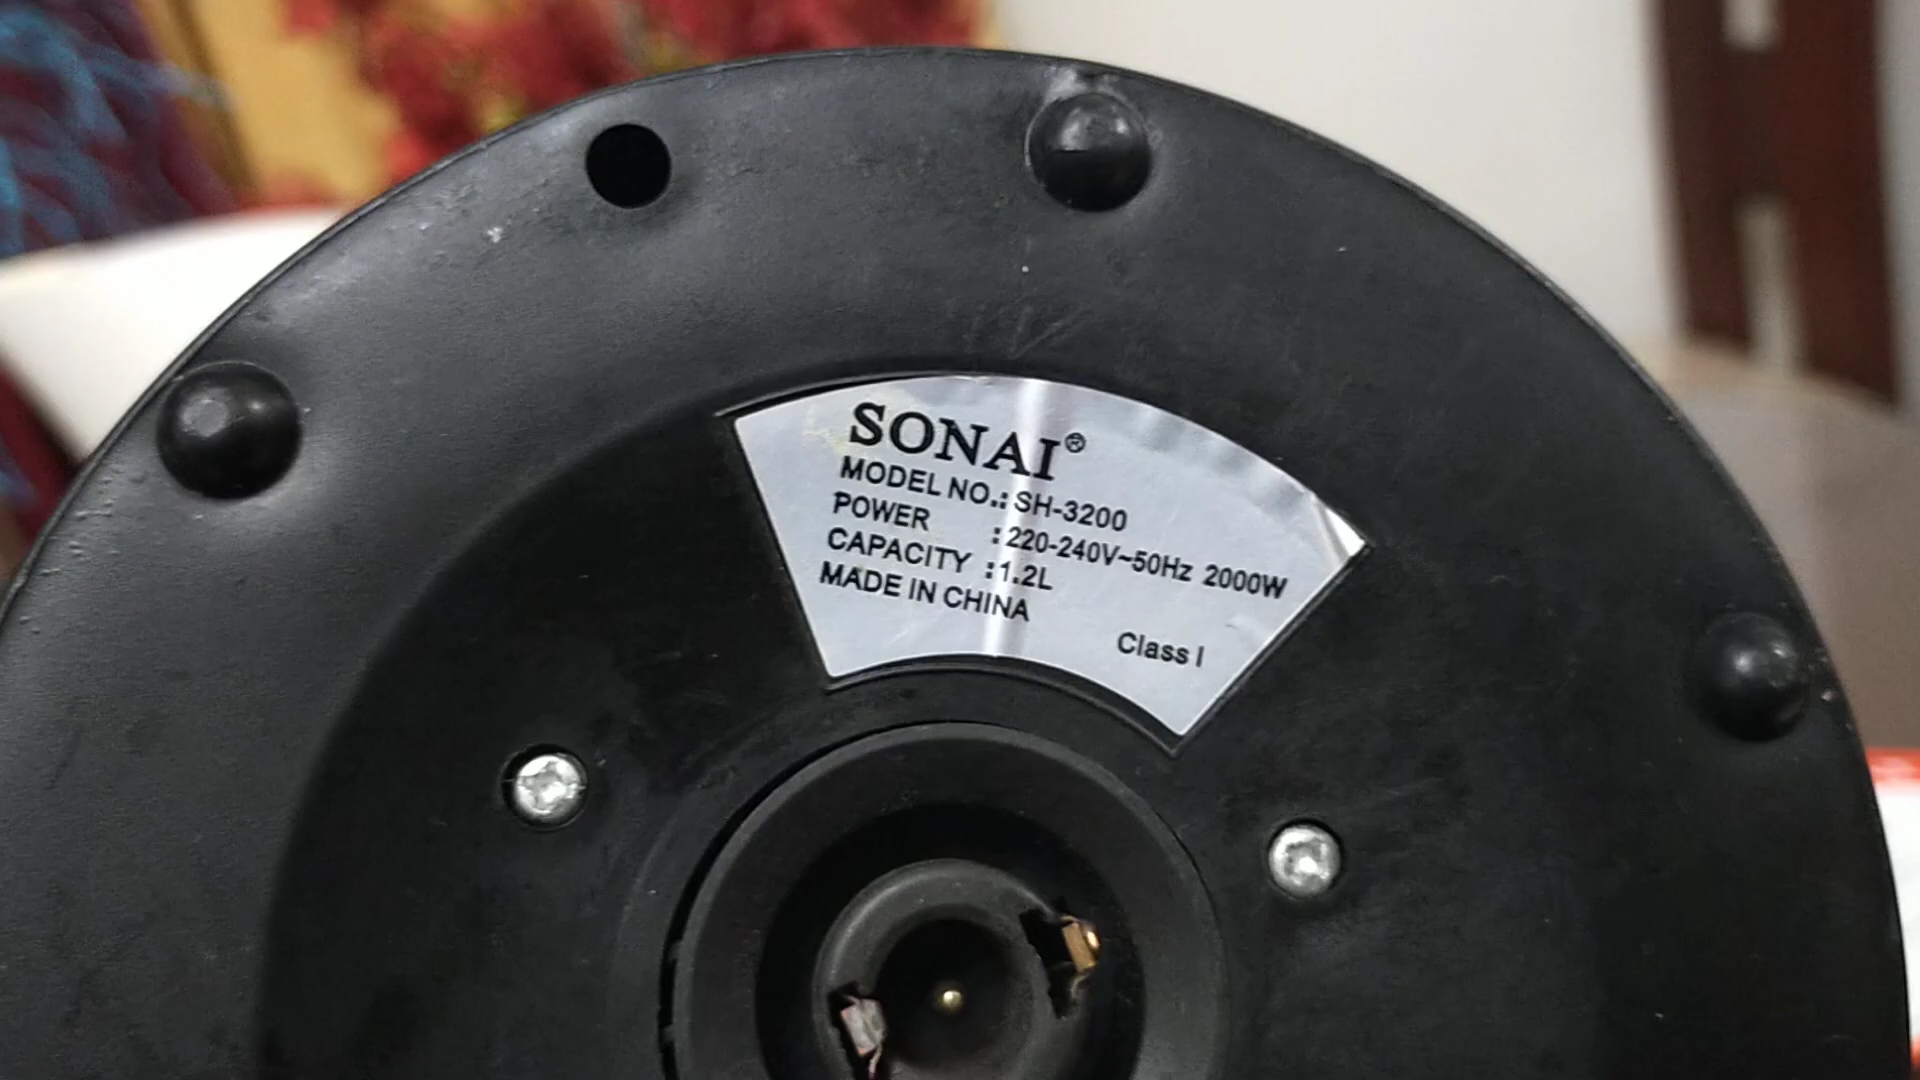 SONAI®
MODEL NO.: SH-3200
POWER : 220-240V~50Hz 2000W
CAPACITY : 1.2L
MADE IN CHINA
Class I